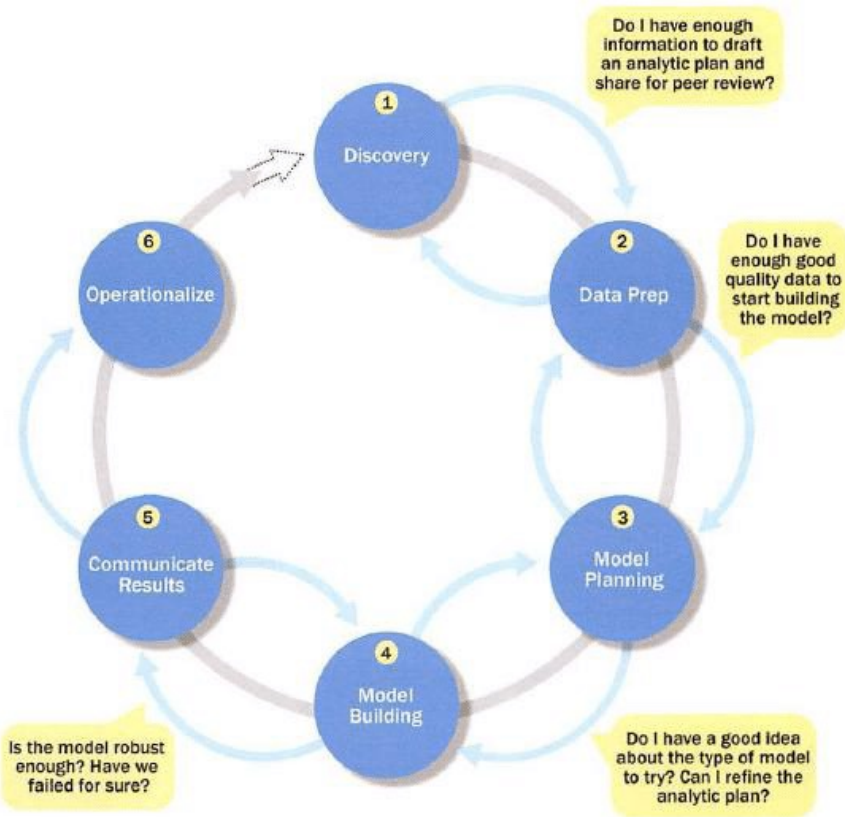 Do I have enough
information to draft
an analytic plan and
share for peer review?
1
Discovery
2
Data Prep
Do I have
enough good
quality data to
start building
the model?
3
Model
Planning
Do I have a good idea
about the type of model
to try? Can I refine the
analytic plan?
4
Model
Building
Is the model robust
enough? Have we
failed for sure?
5
Communicate
Results
6
Operationalize